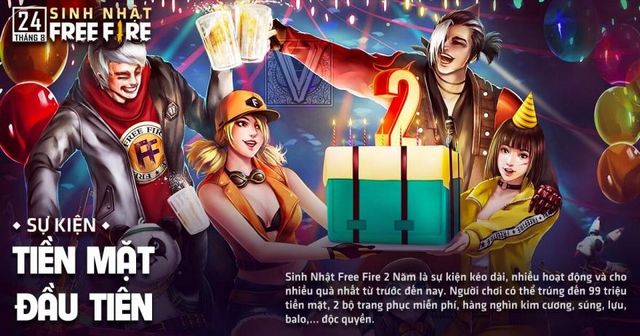 24
THÁNG 8
SINH NHẬT
FREE FIRE
FREE FIRE
FF
F
V
2
• SỰ KIỆN •
TIỀN MẶT
ĐẦU TIÊN
Sinh Nhật Free Fire 2 Năm là sự kiện kéo dài, nhiều hoạt động và cho
nhiều quà nhất từ trước đến nay. Người chơi có thể trúng đến 99 triệu
tiền mặt, 2 bộ trang phục miễn phí, hàng nghìn kim cương, súng, lựu,
balo,... độc quyền.